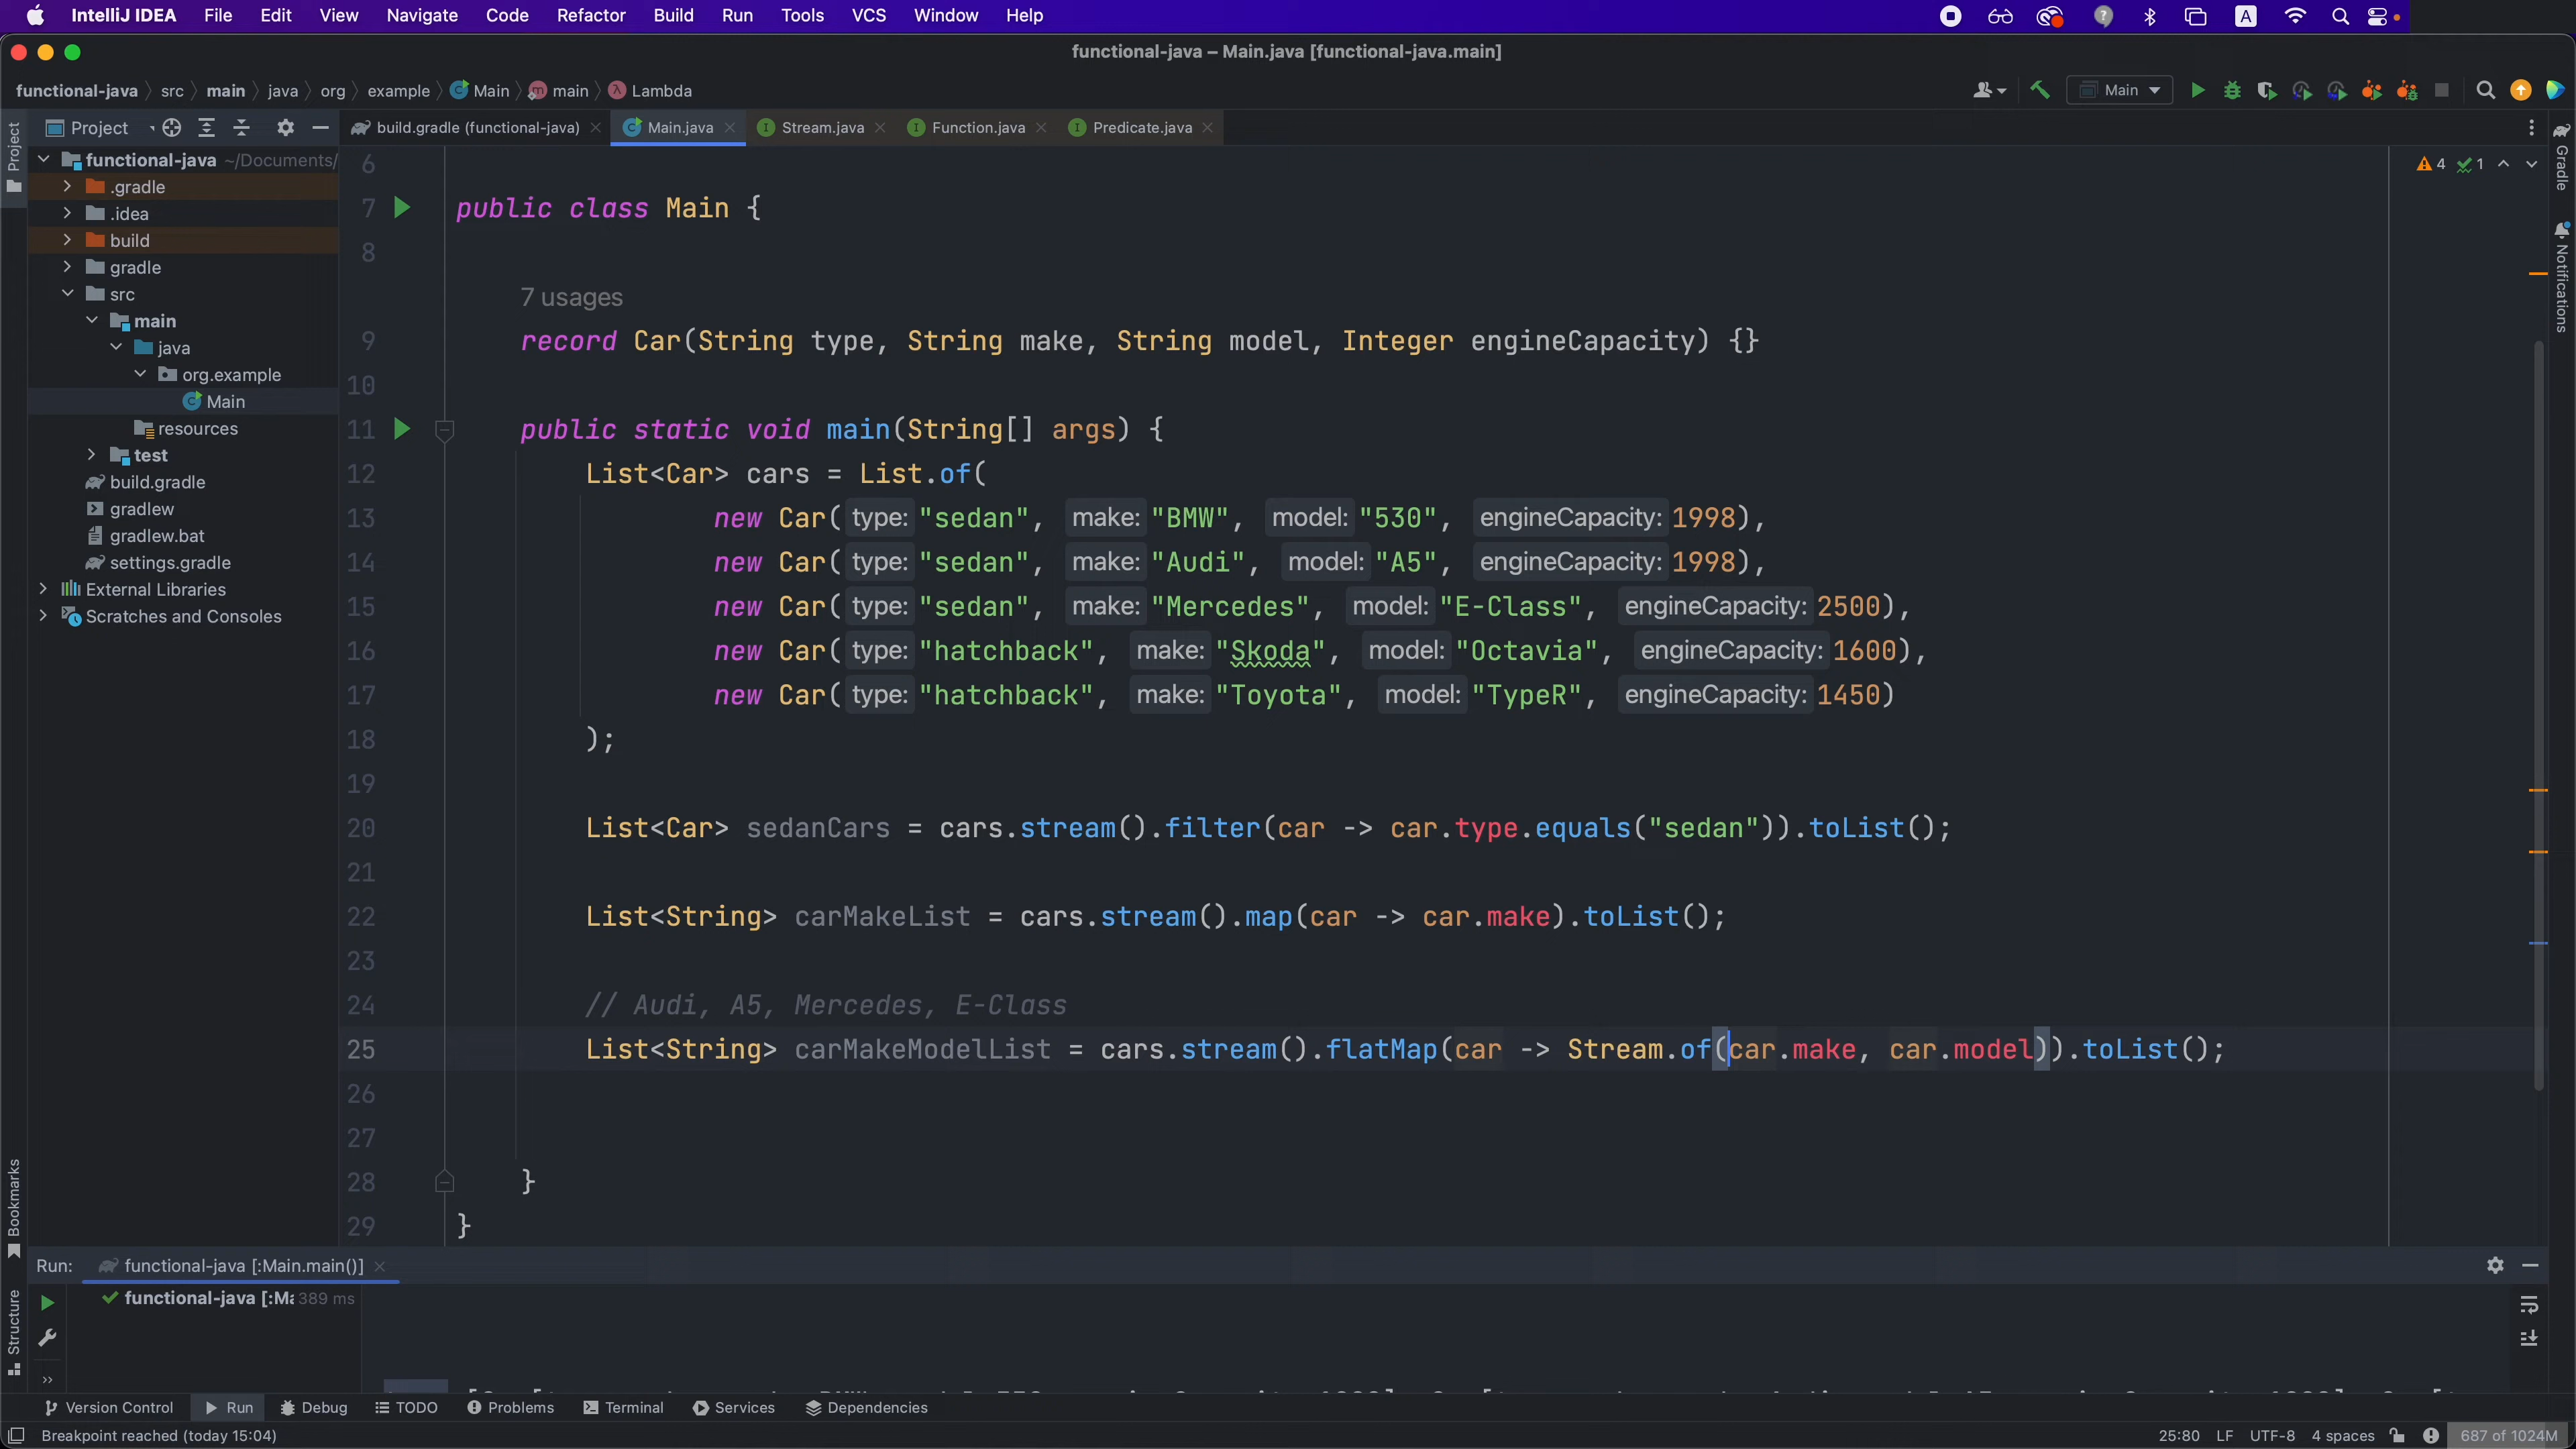 IntelliJ IDEA File Edit View Navigate Code Refactor Build Run Tools VCS Window Help
functional-java – Main.java [functional-java.main]
functional-java src main java org example Main main Lambda
Main
Project
build.gradle (functional-java) Main.java Stream.java Function.java Predicate.java
Project
functional-java ~/Documents/
.gradle
.idea
build
gradle
src
main
java
org.example
Main
resources
test
build.gradle
gradlew
gradlew.bat
settings.gradle
External Libraries
Scratches and Consoles
4 1
Gradle
Notifications
6
7 public class Main {
8
7 usages
9 record Car(String type, String make, String model, Integer engineCapacity) {}
10
11 public static void main(String[] args) {
12 List<Car> cars = List.of(
13 new Car( type: "sedan", make: "BMW", model: "530", engineCapacity: 1998),
14 new Car( type: "sedan", make: "Audi", model: "A5", engineCapacity: 1998),
15 new Car( type: "sedan", make: "Mercedes", model: "E-Class", engineCapacity: 2500),
16 new Car( type: "hatchback", make: "Skoda", model: "Octavia", engineCapacity: 1600),
17 new Car( type: "hatchback", make: "Toyota", model: "TypeR", engineCapacity: 1450)
18 );
19
20 List<Car> sedanCars = cars.stream().filter(car -> car.type.equals("sedan")).toList();
21
22 List<String> carMakeList = cars.stream().map(car -> car.make).toList();
23
24 // Audi, A5, Mercedes, E-Class
25 List<String> carMakeModelList = cars.stream().flatMap(car -> Stream.of(car.make, car.model)).toList();
26
27
28 }
29 }
Bookmarks
Structure
Run: functional-java [:Main.main()]
functional-java [:Ma 389 ms
Version Control Run Debug TODO Problems Terminal Services Dependencies
Breakpoint reached (today 15:04) 25:80 LF UTF-8 4 spaces 687 of 1024M